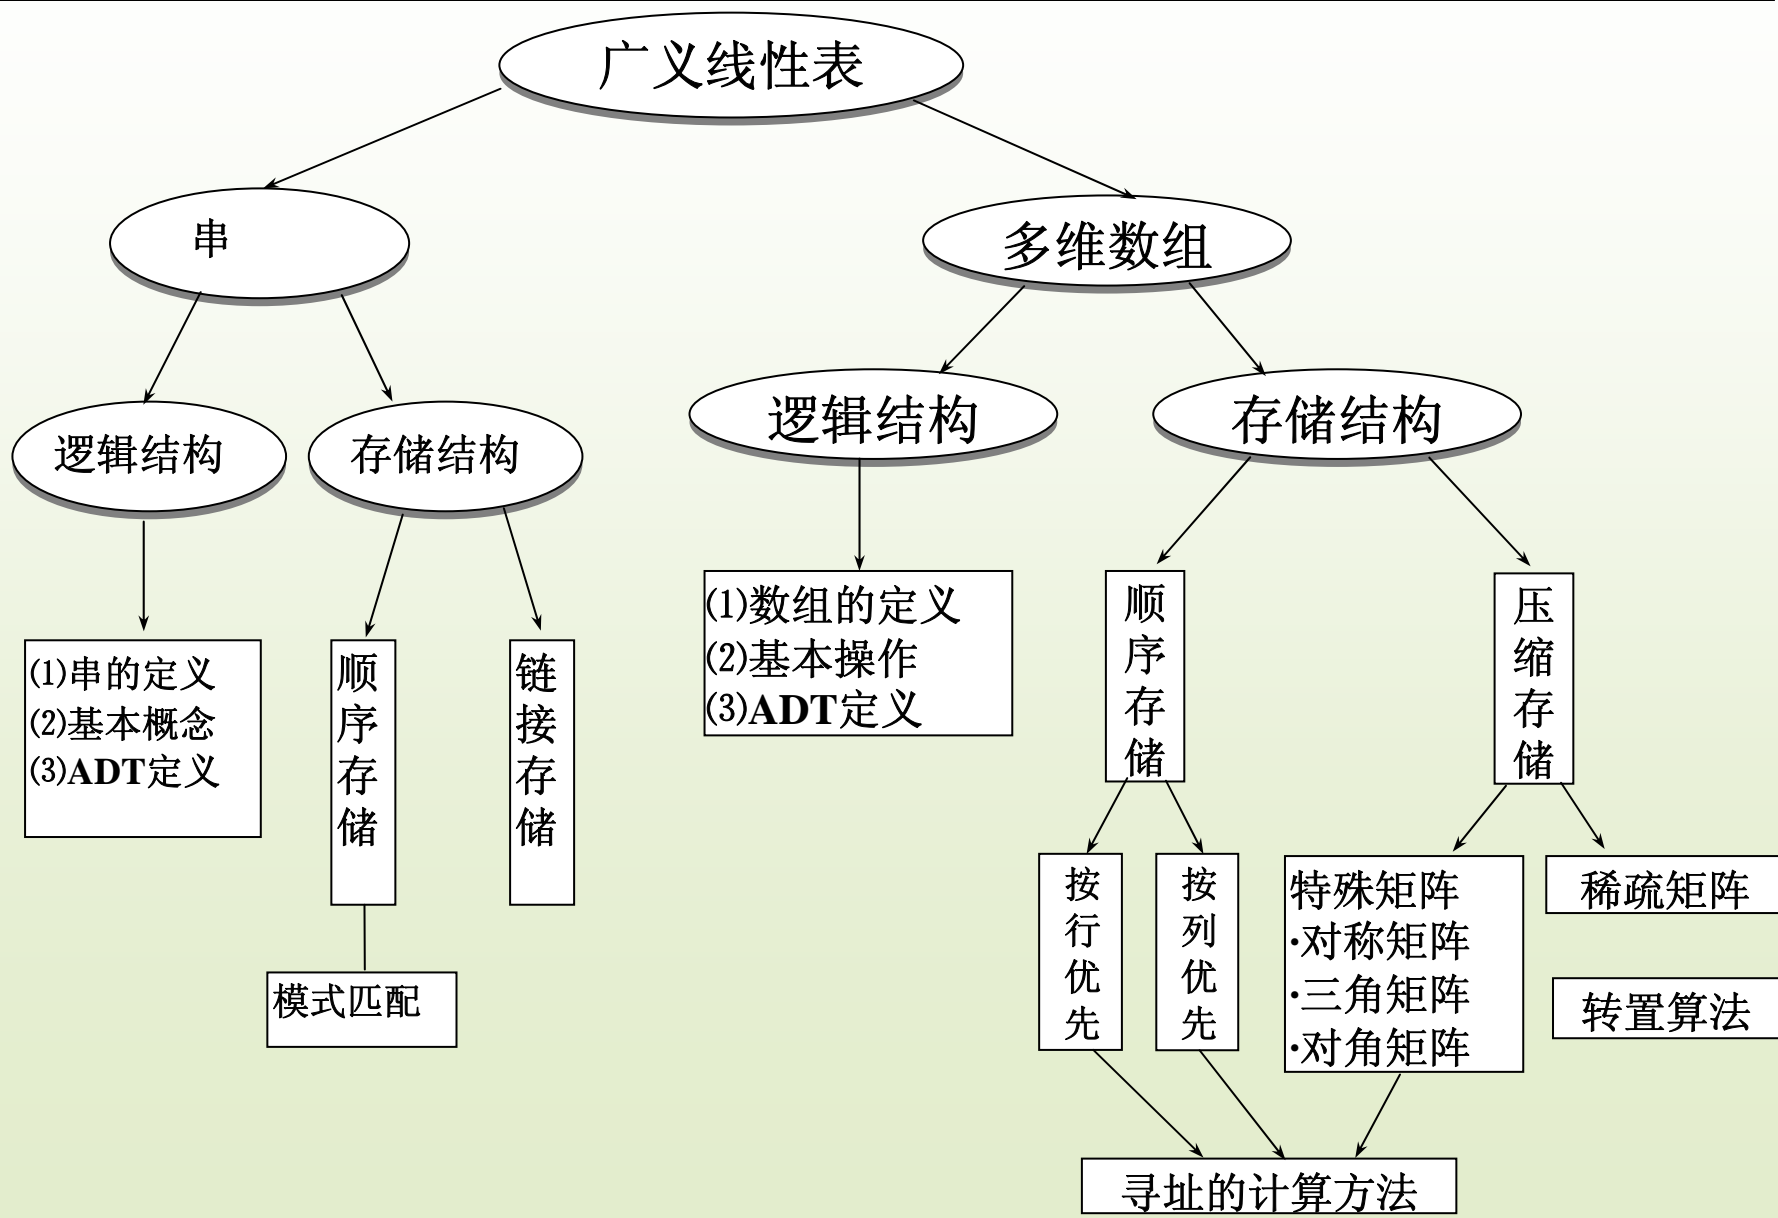 广义线性表
串
多维数组
逻辑结构
存储结构
逻辑结构
存储结构
⑴串的定义
⑵基本概念
⑶ADT定义
顺序存储
链接存储
模式匹配
⑴数组的定义
⑵基本操作
⑶ADT定义
顺序存储
压缩存储
按行优先
按列优先
特殊矩阵
·对称矩阵
·三角矩阵
·对角矩阵
稀疏矩阵
转置算法
寻址的计算方法